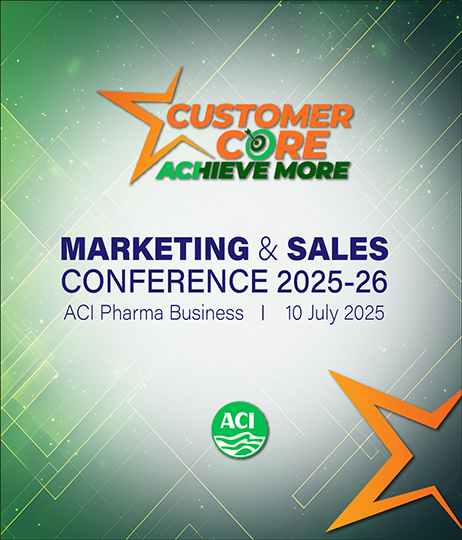 CUSTOMER
CORE
ACHIEVE MORE
MARKETING & SALES
CONFERENCE 2025-26
ACI Pharma Business | 10 July 2025
ACI